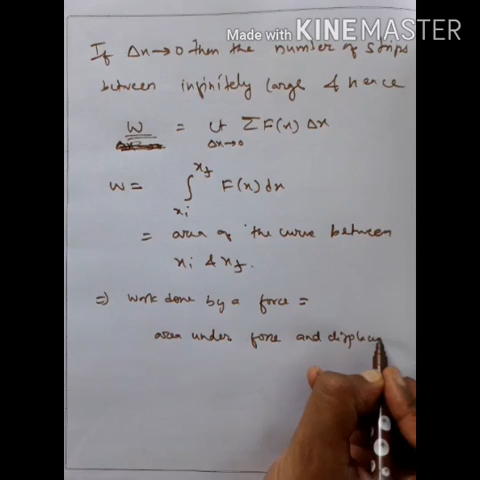 Made with KINEMASTER
If Δx→0 then the number of strips
between infinitely large & hence
W = Lt Σ F(x) Δx
Δx→0
W = ∫ F(x) dx
xi xf
= area of the curve between
xi & xf.
⇒ work done by a force =
area under force and displace